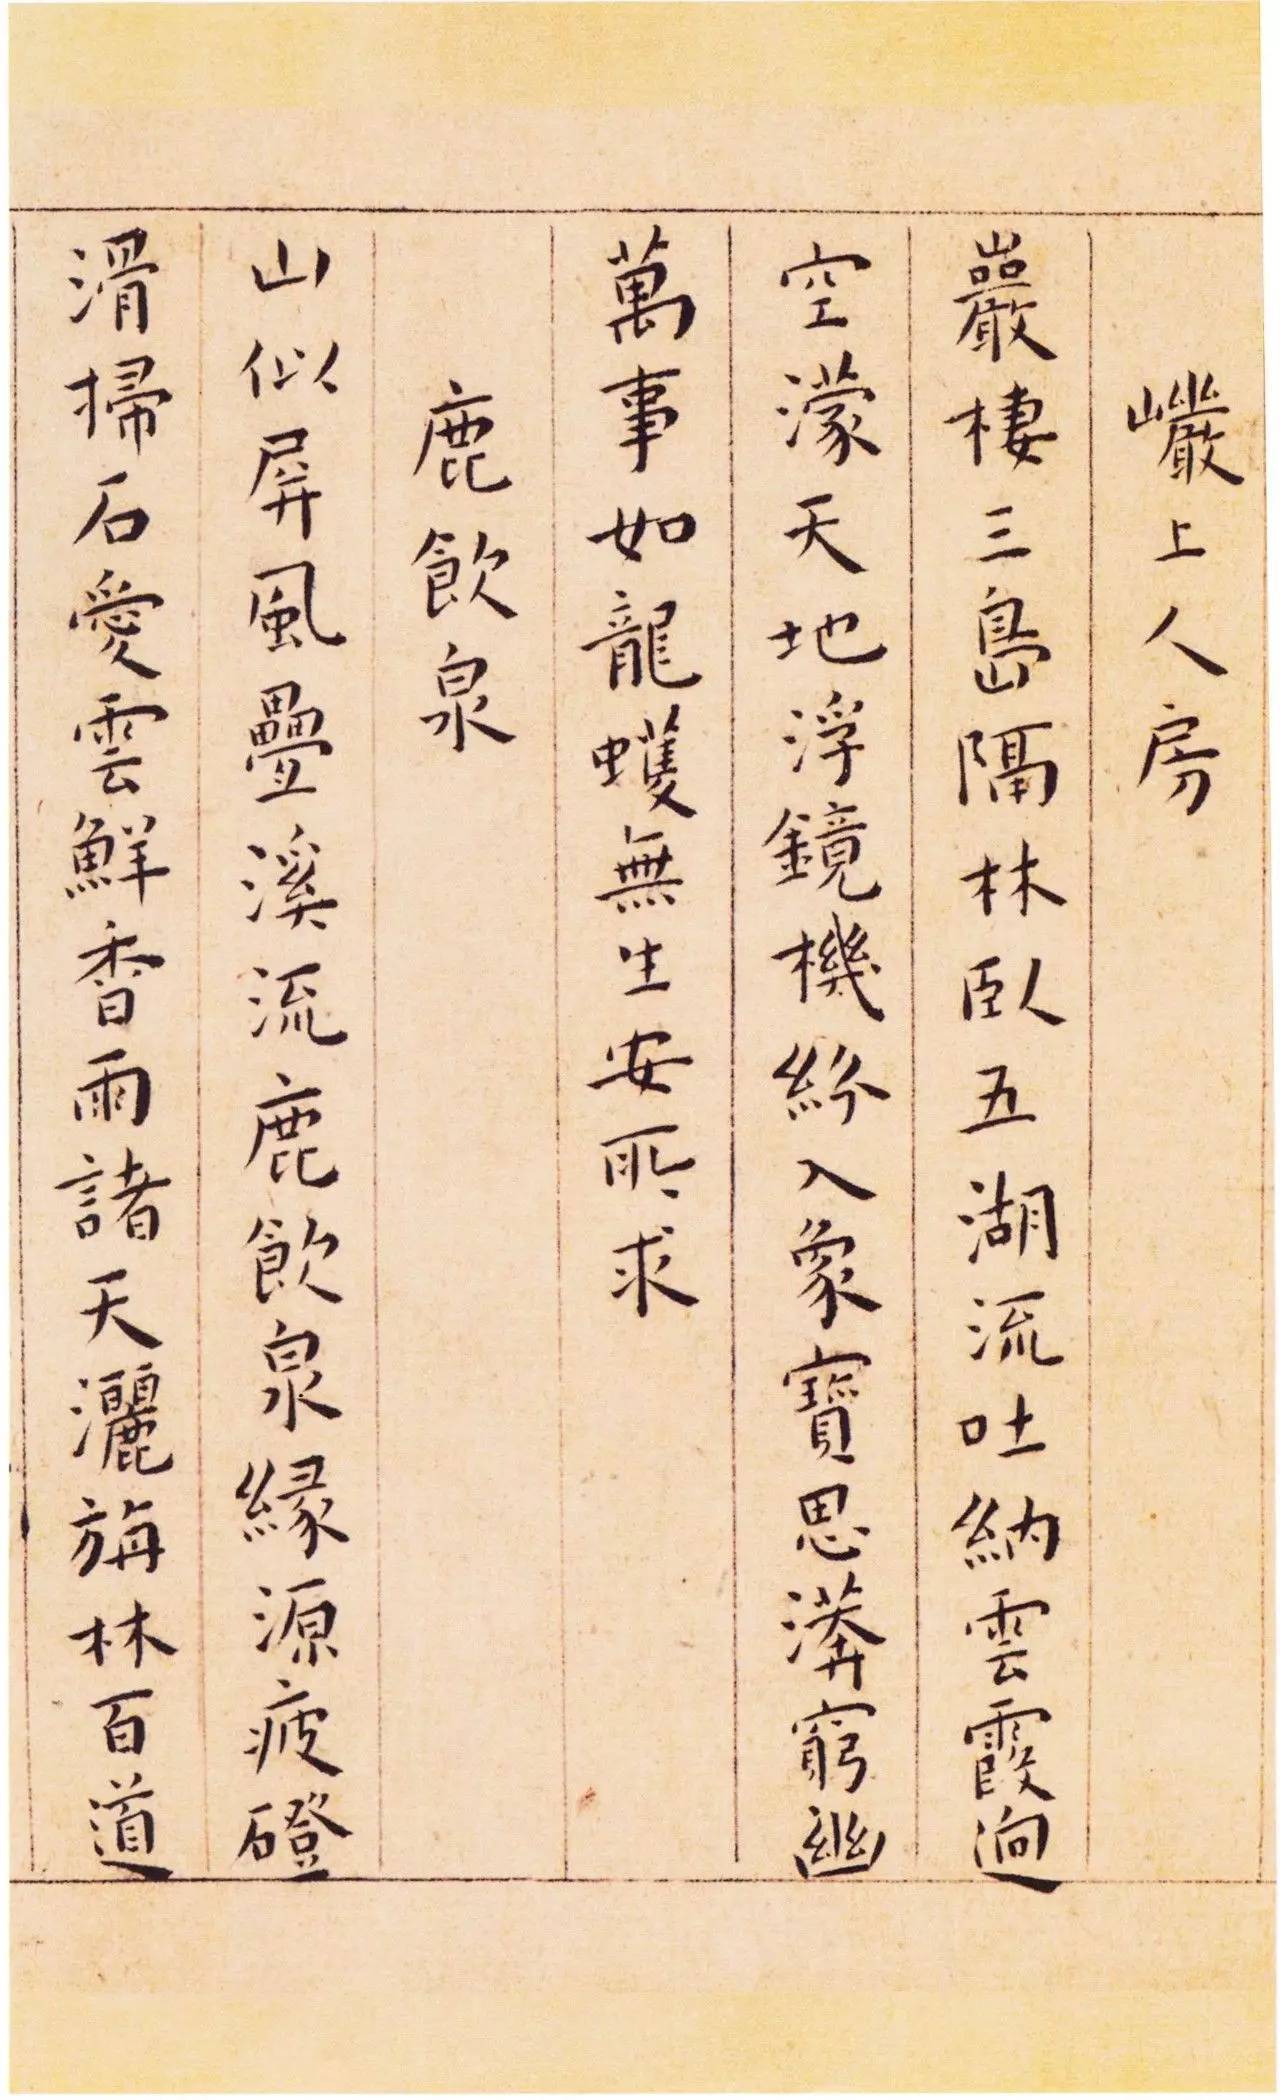 巗上人房
巖棲三島隔林臥五湖流吐納雲霞迥
空濛天地浮鏡機紛入象寶思漭窮幽
萬事如龍蠖無生安所求
鹿飲泉
山似屏風疊溪流鹿飲泉緣源疲磴
滑掃石愛雲鮮香雨諸天灑旃林百道